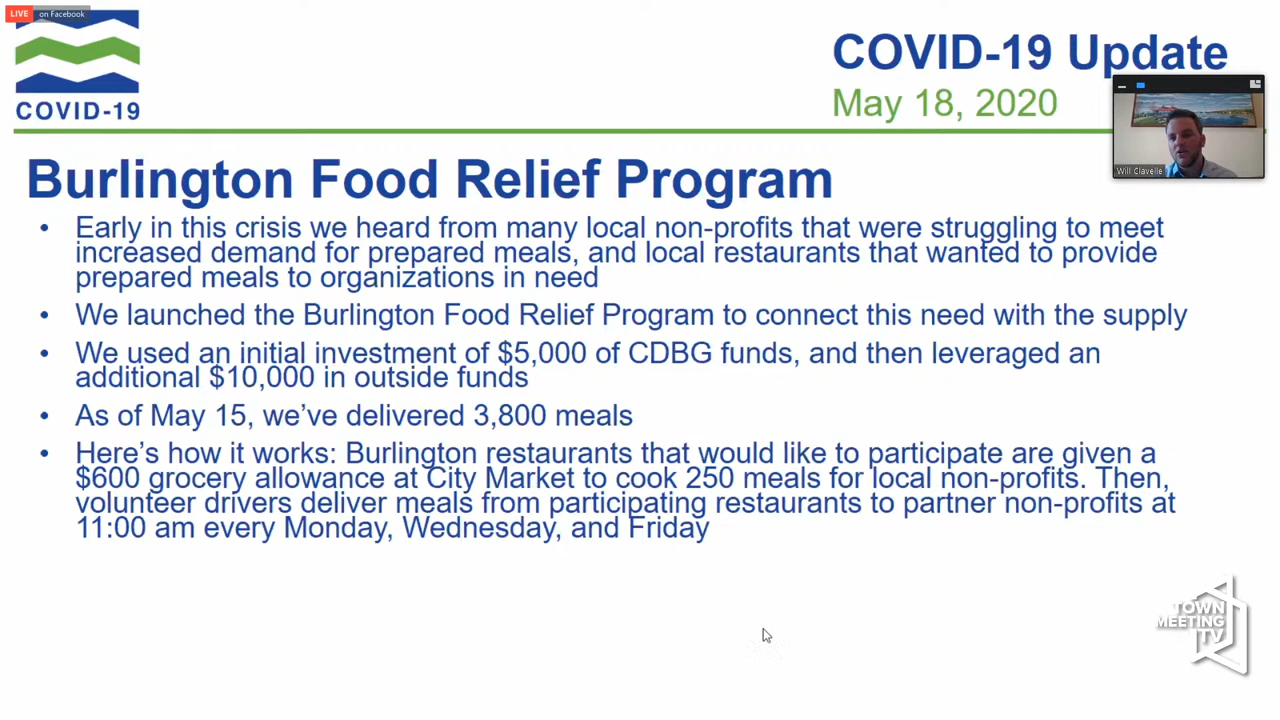 LIVE on Facebook
COVID-19
COVID-19 Update
May 18, 2020
Will Clavelle
Burlington Food Relief Program
• Early in this crisis we heard from many local non-profits that were struggling to meet
increased demand for prepared meals, and local restaurants that wanted to provide
prepared meals to organizations in need
• We launched the Burlington Food Relief Program to connect this need with the supply
• We used an initial investment of $5,000 of CDBG funds, and then leveraged an
additional $10,000 in outside funds
• As of May 15, we’ve delivered 3,800 meals
• Here’s how it works: Burlington restaurants that would like to participate are given a
$600 grocery allowance at City Market to cook 250 meals for local non-profits. Then,
volunteer drivers deliver meals from participating restaurants to partner non-profits at
11:00 am every Monday, Wednesday, and Friday
TOWN
MEETING
TV